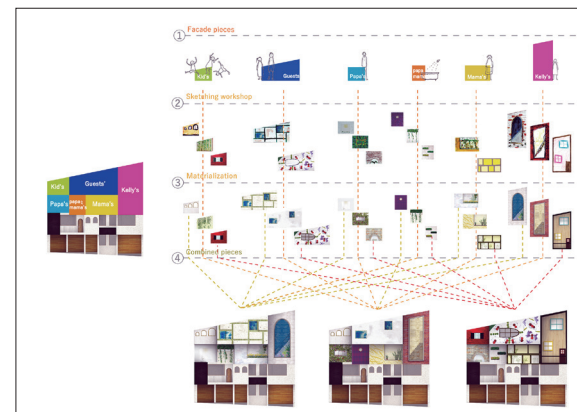 1 Facade pieces
Kid's
Guests
Papa's
papa mama's
Mama's
Kelly's
2 Sketching workshop
3 Materialization
4 Combined pieces
Kid's
Guests'
Kelly's
Papa's
papa mama's
Mama's